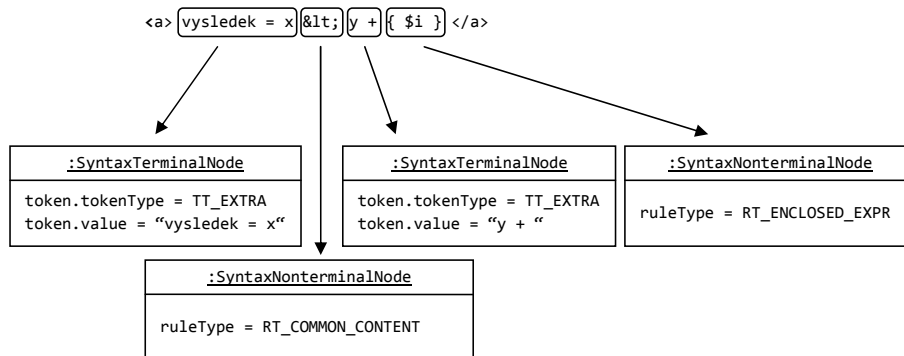 <a> vysledek = x &lt; y + { $i } </a>
:SyntaxTerminalNode
token.tokenType = TT_EXTRA
token.value = “vysledek = x“
:SyntaxTerminalNode
token.tokenType = TT_EXTRA
token.value = “y + “
:SyntaxNonterminalNode
ruleType = RT_ENCLOSED_EXPR
:SyntaxNonterminalNode
ruleType = RT_COMMON_CONTENT